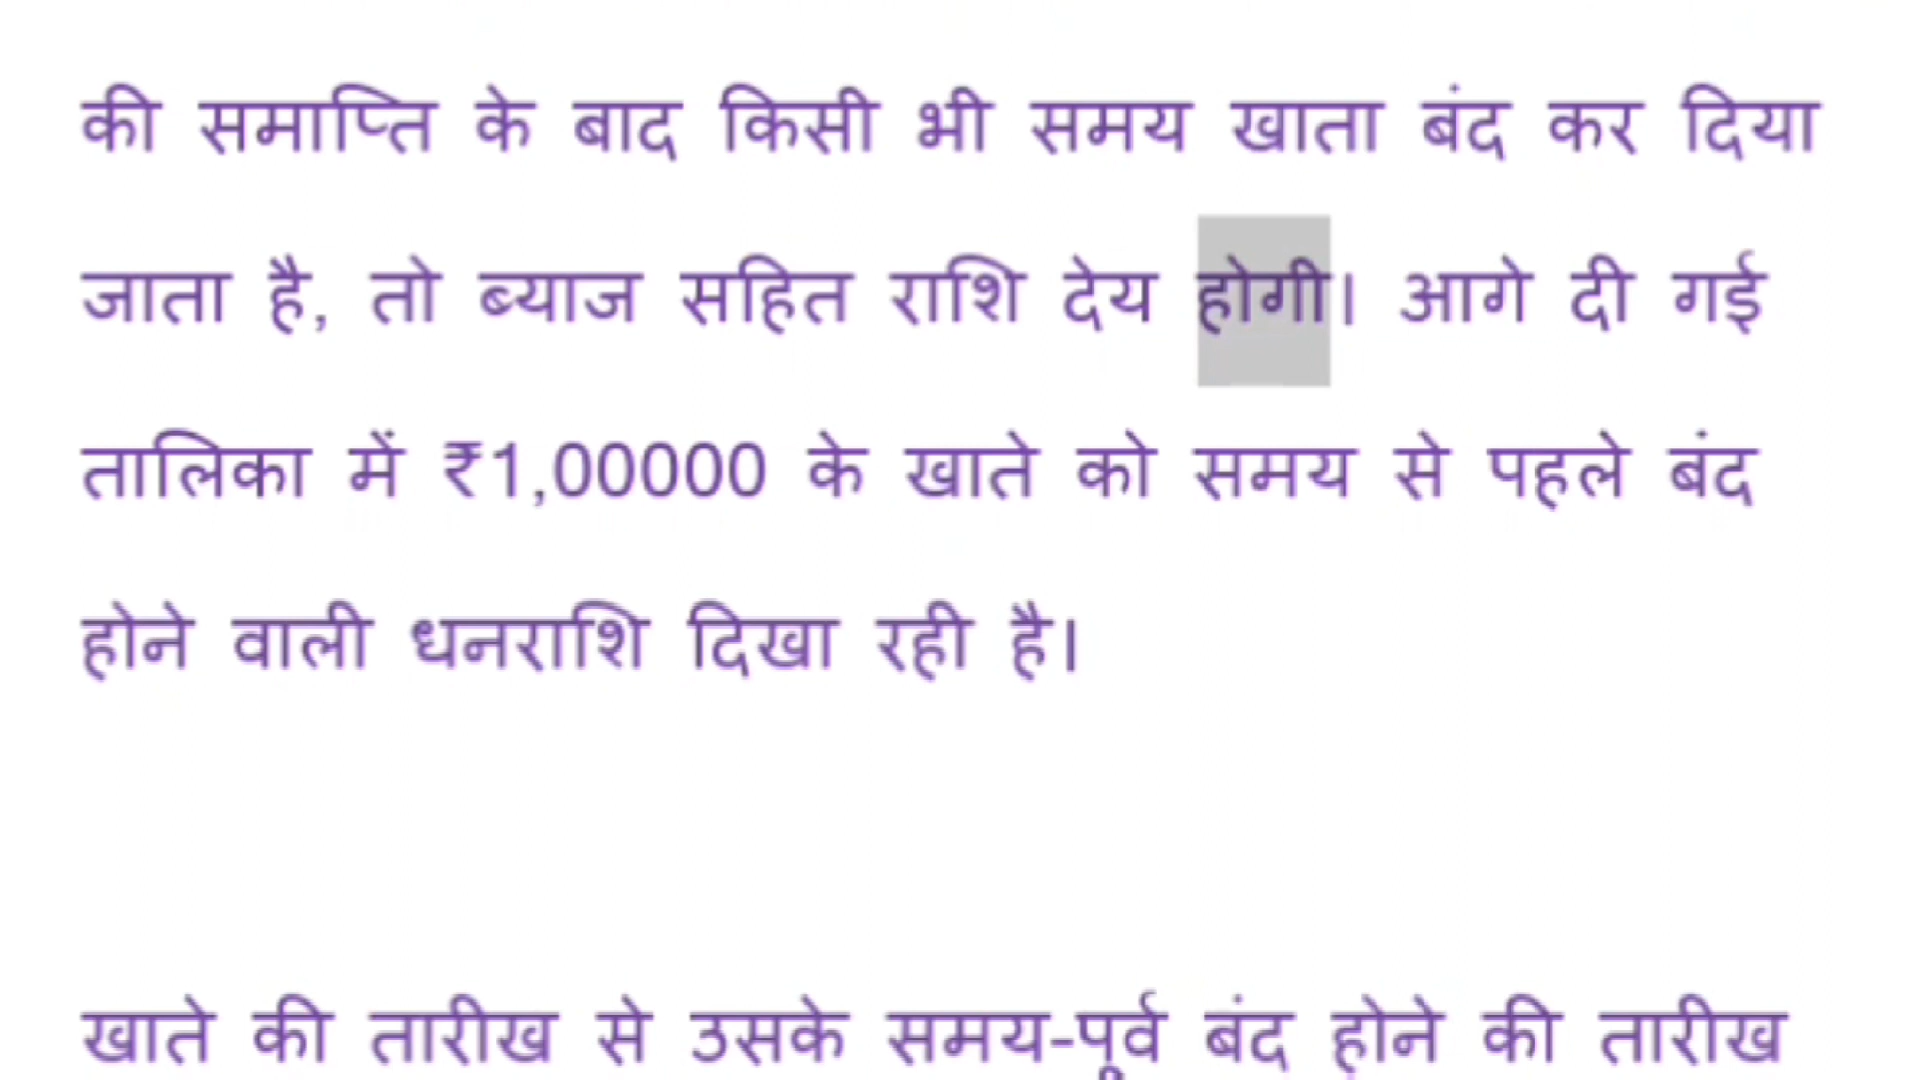 की समाप्ति के बाद किसी भी समय खाता बंद कर दिया
जाता है, तो ब्याज सहित राशि देय होगी। आगे दी गई
तालिका में ₹1,00000 के खाते को समय से पहले बंद
होने वाली धनराशि दिखा रही है।
खाते की तारीख से उसके समय-पूर्व बंद होने की तारीख